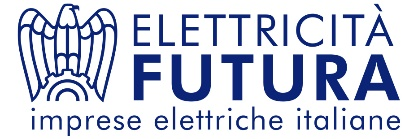 ELETTRICITÀ
FUTURA
imprese elettriche italiane